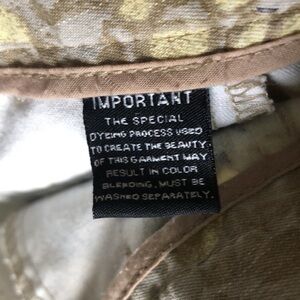 IMPORTANT
THE SPECIAL
DYEING PROCESS USED
TO CREATE THE BEAUTY
OF THIS GARMENT MAY
RESULT IN COLOR
BLEEDING. MUST BE
WASHED SEPARATELY.